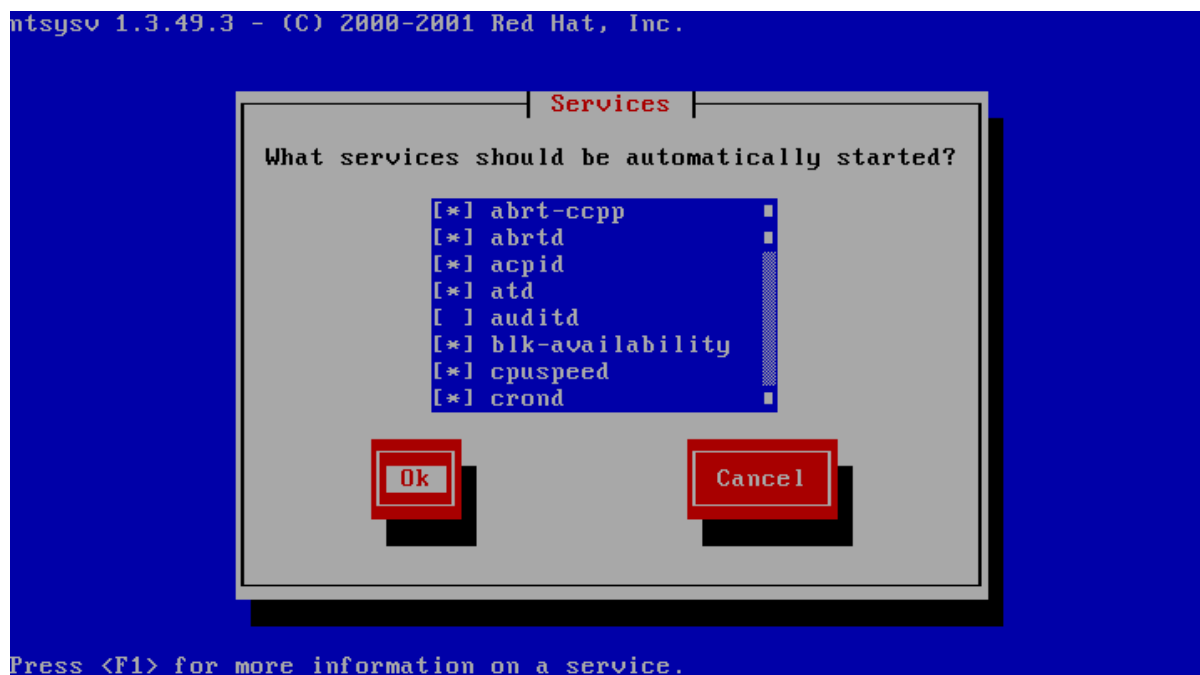 ntsysv 1.3.49.3 - (C) 2000-2001 Red Hat, Inc.
Services
What services should be automatically started?
[*] abrt-ccpp
[*] abrtd
[*] acpid
[*] atd
[ ] auditd
[*] blk-availability
[*] cpuspeed
[*] crond
Ok Cancel
Press <F1> for more information on a service.